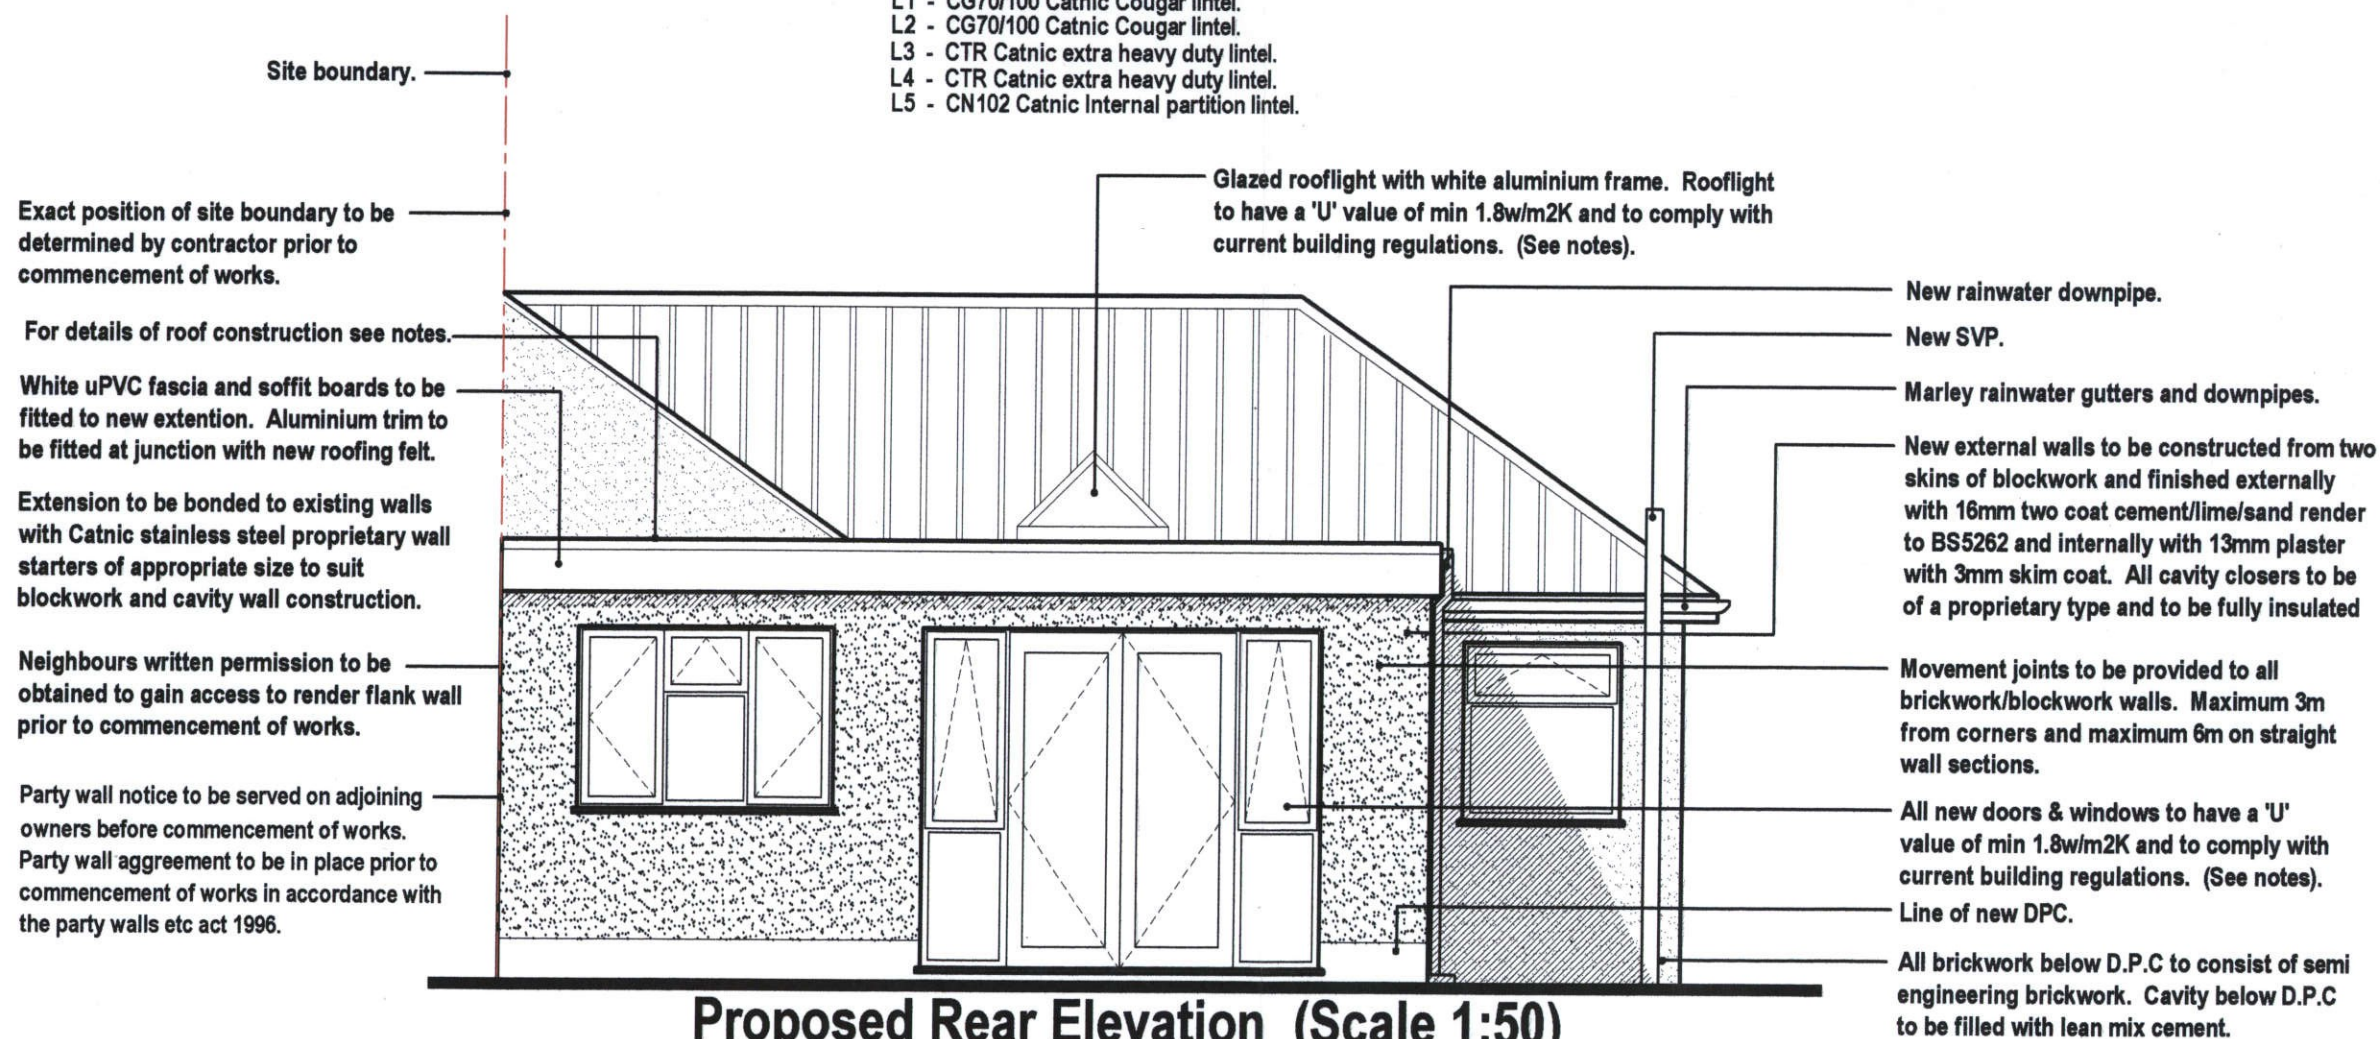 L1 - CG70/100 Catnic Cougar lintel.
L2 - CG70/100 Catnic Cougar lintel.
L3 - CTR Catnic extra heavy duty lintel.
L4 - CTR Catnic extra heavy duty lintel.
L5 - CN102 Catnic Internal partition lintel.
Site boundary.
Exact position of site boundary to be
determined by contractor prior to
commencement of works.
For details of roof construction see notes.
White uPVC fascia and soffit boards to be
fitted to new extention. Aluminium trim to
be fitted at junction with new roofing felt.
Extension to be bonded to existing walls
with Catnic stainless steel proprietary wall
starters of appropriate size to suit
blockwork and cavity wall construction.
Neighbours written permission to be
obtained to gain access to render flank wall
prior to commencement of works.
Party wall notice to be served on adjoining
owners before commencement of works.
Party wall aggreement to be in place prior to
commencement of works in accordance with
the party walls etc act 1996.
Glazed rooflight with white aluminium frame. Rooflight
to have a 'U' value of min 1.8w/m2K and to comply with
current building regulations. (See notes).
New rainwater downpipe.
New SVP.
Marley rainwater gutters and downpipes.
New external walls to be constructed from two
skins of blockwork and finished externally
with 16mm two coat cement/lime/sand render
to BS5262 and internally with 13mm plaster
with 3mm skim coat. All cavity closers to be
of a proprietary type and to be fully insulated
Movement joints to be provided to all
brickwork/blockwork walls. Maximum 3m
from corners and maximum 6m on straight
wall sections.
All new doors & windows to have a 'U'
value of min 1.8w/m2K and to comply with
current building regulations. (See notes).
Line of new DPC.
All brickwork below D.P.C to consist of semi
engineering brickwork. Cavity below D.P.C
to be filled with lean mix cement.
Proposed Rear Elevation (Scale 1:50)